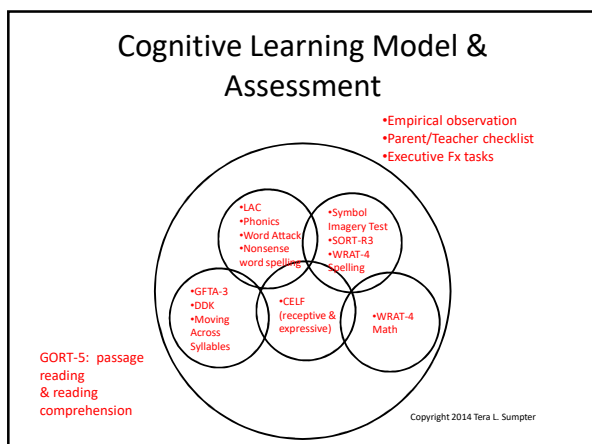 Cognitive Learning Model &
Assessment
•Empirical observation
•Parent/Teacher checklist
•Executive Fx tasks
•LAC
•Phonics
•Word Attack
•Nonsense
word spelling
•Symbol
Imagery Test
•SORT-R3
•WRAT-4
Spelling
•GFTA-3
•DDK
•Moving
Across
Syllables
•CELF
(receptive &
expressive)
•WRAT-4
Math
GORT-5:  passage
reading
& reading
comprehension
Copyright 2014 Tera L. Sumpter